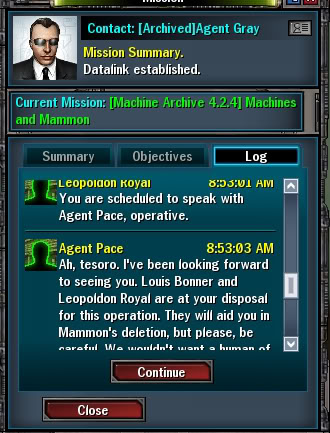 Mission
Contact: [Archived]Agent Gray
Mission Summary.
Datalink established.
Current Mission: [Machine Archive 4.2.4] Machines
and Mammon
Summary Objectives Log
Leopoldon Royal 8:53:01 AM
You are scheduled to speak with
Agent Pace, operative.
Agent Pace 8:53:03 AM
Ah, tesoro. I've been looking forward
to seeing you. Louis Bonner and
Leopoldon Royal are at your disposal
for this operation. They will aid you in
Mammon's deletion, but please, be
careful. We wouldn't want a human of
Continue
Close